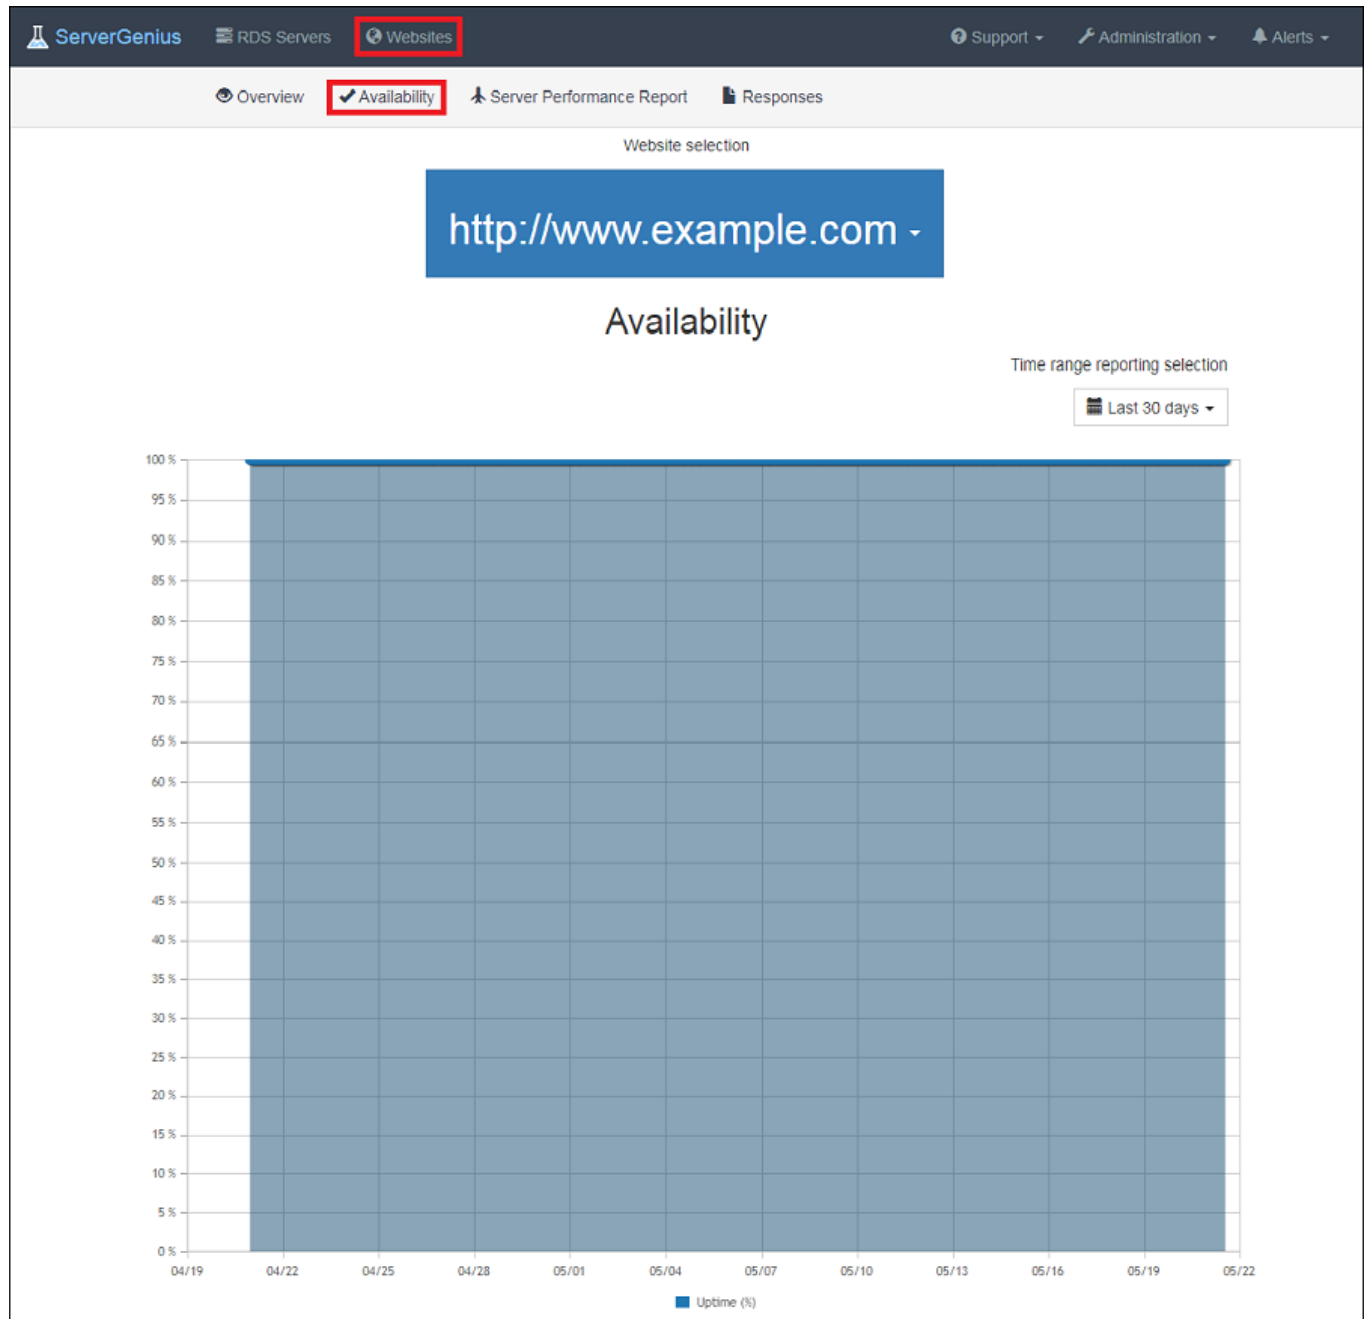 ServerGenius RDS Servers Websites Support Administration Alerts
Overview Availability Server Performance Report Responses
Website selection
http://www.example.com
Availability
Time range reporting selection
Last 30 days
100 %
95 %
90 %
85 %
80 %
75 %
70 %
65 %
60 %
55 %
50 %
45 %
40 %
35 %
30 %
25 %
20 %
15 %
10 %
5 %
0 %
04/19 04/22 04/25 04/28 05/01 05/04 05/07 05/10 05/13 05/16 05/19 05/22
Uptime (%)